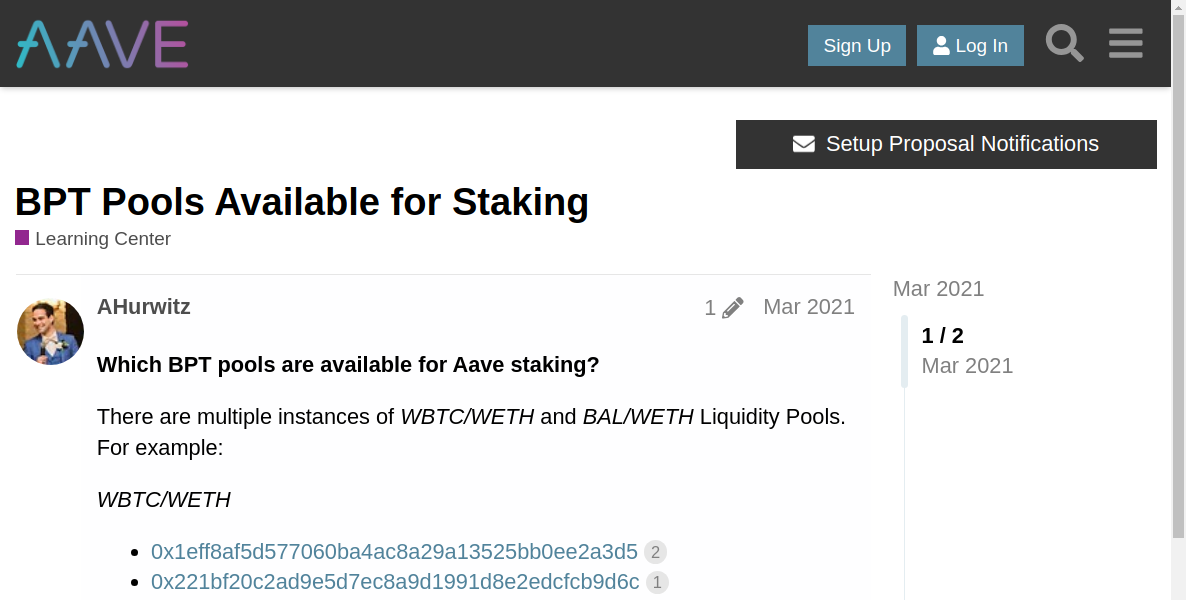 AAVE
Sign Up
Log In
Setup Proposal Notifications
BPT Pools Available for Staking
Learning Center
AHurwitz
1
Mar 2021
Mar 2021
1 / 2
Mar 2021
Which BPT pools are available for Aave staking?
There are multiple instances of WBTC/WETH and BAL/WETH Liquidity Pools.
For example:
WBTC/WETH
0x1eff8af5d577060ba4ac8a29a13525bb0ee2a3d5 2
0x221bf20c2ad9e5d7ec8a9d1991d8e2edcfcb9d6c 1